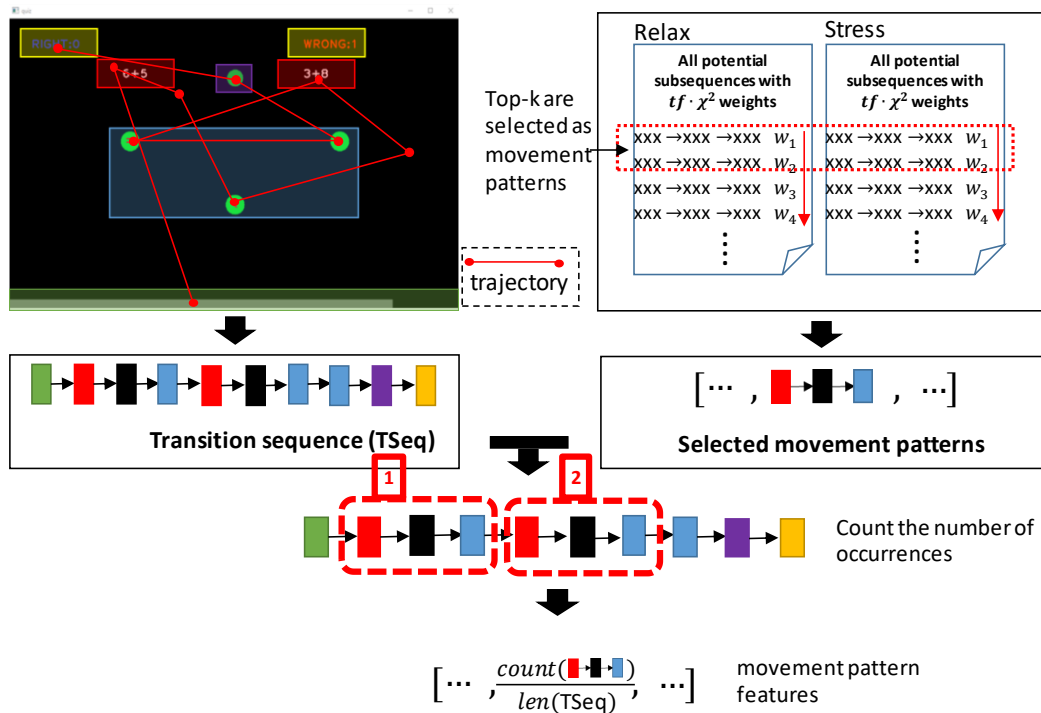 RIGHT:0
WRONG:1
6+5
3+8
trajectory
Top-k are
selected as
movement
patterns
Relax
All potential
subsequences with
𝒕𝒇 · 𝝌² weights
xxx →xxx →xxx w₁
xxx →xxx →xxx w₂
xxx →xxx →xxx w₃
xxx →xxx →xxx w₄
⋮
Stress
All potential
subsequences with
𝒕𝒇 · 𝝌² weights
xxx →xxx →xxx w₁
xxx →xxx →xxx w₂
xxx →xxx →xxx w₃
xxx →xxx →xxx w₄
⋮
Transition sequence (TSeq)
[⋯ , , ⋯]
Selected movement patterns
1
2
Count the number of
occurrences
[⋯ , count( ) / len(TSeq) , ⋯]
movement pattern
features